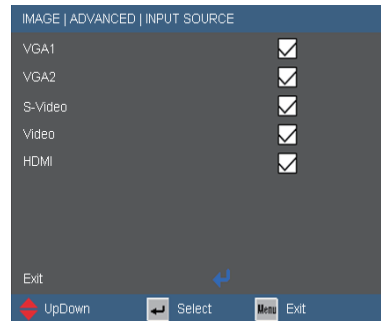 IMAGE | ADVANCED | INPUT SOURCE
VGA1
VGA2
S-Video
Video
HDMI
Exit
UpDown Select Menu Exit